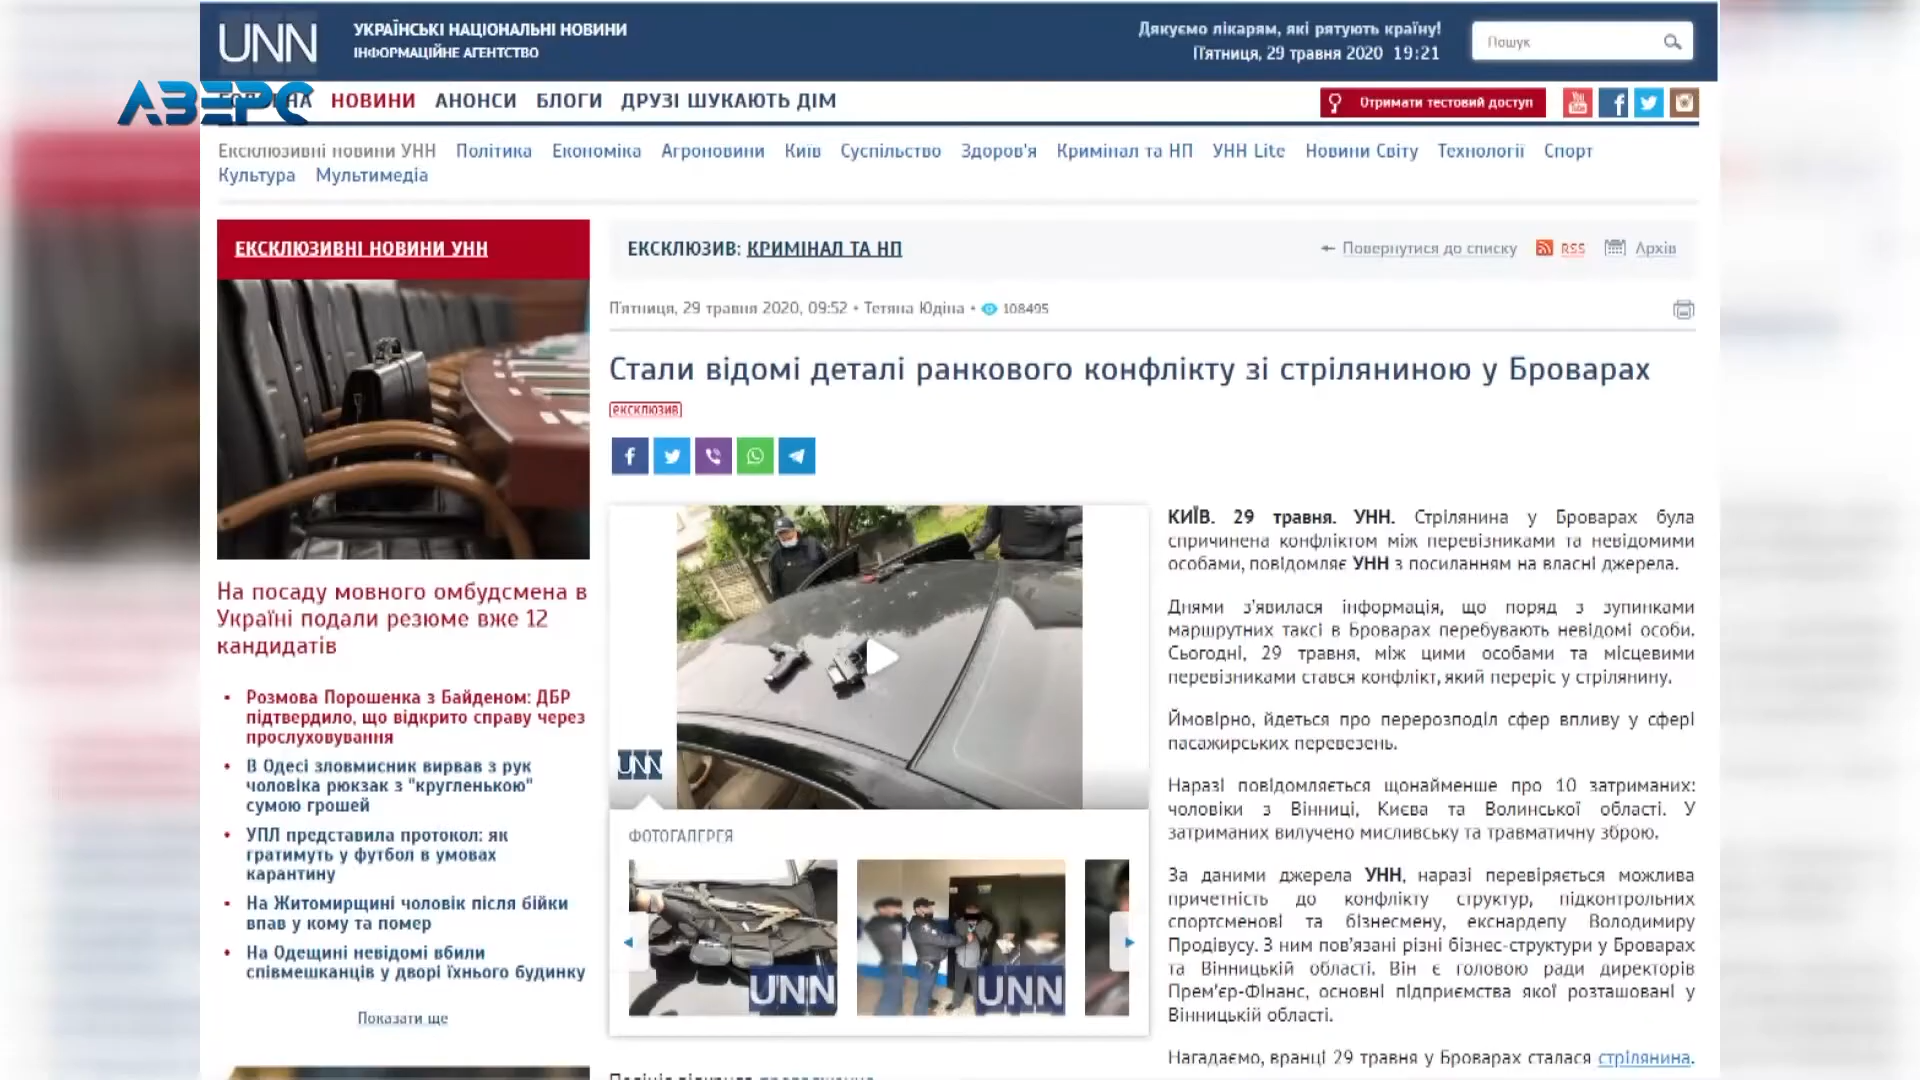 UNN
УКРАЇНСЬКІ НАЦІОНАЛЬНІ НОВИНИ
ІНФОРМАЦІЙНЕ АГЕНТСТВО
Дякуємо лікарям, які рятують країну!
П'ятниця, 29 травня 2020 19:21
Пошук
АВЕРС
НОВИНИ АНОНСИ БЛОГИ ДРУЗІ ШУКАЮТЬ ДІМ
Отримати тестовий доступ
You Tube
Ексклюзивні новини УНН Політика Економіка Агроновини Київ Суспільство Здоров'я Кримінал та НП УНН Lite Новини Світу Технології Спорт
Культура Мультимедіа
ЕКСКЛЮЗИВНІ НОВИНИ УНН
На посаду мовного омбудсмена в
Україні подали резюме вже 12
кандидатів
Розмова Порошенка з Байденом: ДБР
підтвердило, що відкрито справу через
прослуховування
В Одесі зловмисник вирвав з рук
чоловіка рюкзак з "кругленькою"
сумою грошей
УПЛ представила протокол: як
гратимуть у футбол в умовах
карантину
На Житомирщині чоловік після бійки
впав у кому та помер
На Одещині невідомі вбили
співмешканців у дворі їхнього будинку
Показати ще
ЕКСКЛЮЗИВ: КРИМІНАЛ ТА НП
Повернутися до списку RSS Архів
П'ятниця, 29 травня 2020, 09:52 • Тетяна Юдіна • 108495
Стали відомі деталі ранкового конфлікту зі стріляниною у Броварах
ексклюзив
UNN
ФОТОГАЛЕРЕЯ
UNN
UNN
КИЇВ. 29 травня. УНН. Стрілянина у Броварах була
спричинена конфліктом між перевізниками та невідомими
особами, повідомляє УНН з посиланням на власні джерела.
Днями з'явилася інформація, що поряд з зупинками
маршрутних таксі в Броварах перебувають невідомі особи.
Сьогодні, 29 травня, між цими особами та місцевими
перевізниками стався конфлікт, який переріс у стрілянину.
Ймовірно, йдеться про перерозподіл сфер впливу у сфері
пасажирських перевезень.
Наразі повідомляється щонайменше про 10 затриманих:
чоловіки з Вінниці, Києва та Волинської області. У
затриманих вилучено мисливську та травматичну зброю.
За даними джерела УНН, наразі перевіряється можлива
причетність до конфлікту структур, підконтрольних
спортсменові та бізнесмену, екснардепу Володимиру
Продівусу. З ним пов'язані різні бізнес-структури у Броварах
та Вінницькій області. Він є головою ради директорів
Прем'єр-Фінанс, основні підприємства якої розташовані у
Вінницькій області.
Нагадаємо, вранці 29 травня у Броварах сталася стрілянина.